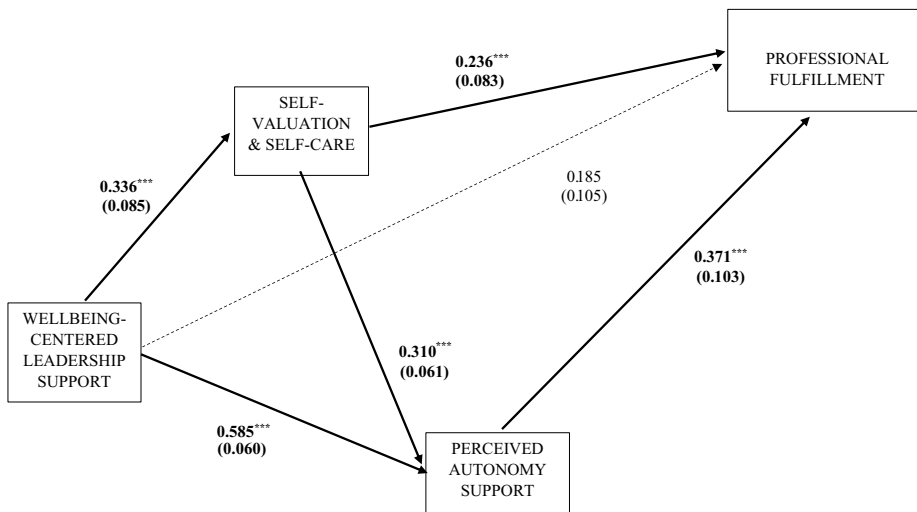 PROFESSIONAL
FULFILLMENT
0.236***
(0.083)
SELF-
VALUATION
& SELF-CARE
0.185
(0.105)
0.336***
(0.085)
0.371***
(0.103)
WELLBEING-
CENTERED
LEADERSHIP
SUPPORT
0.310***
(0.061)
0.585***
(0.060)
PERCEIVED
AUTONOMY
SUPPORT